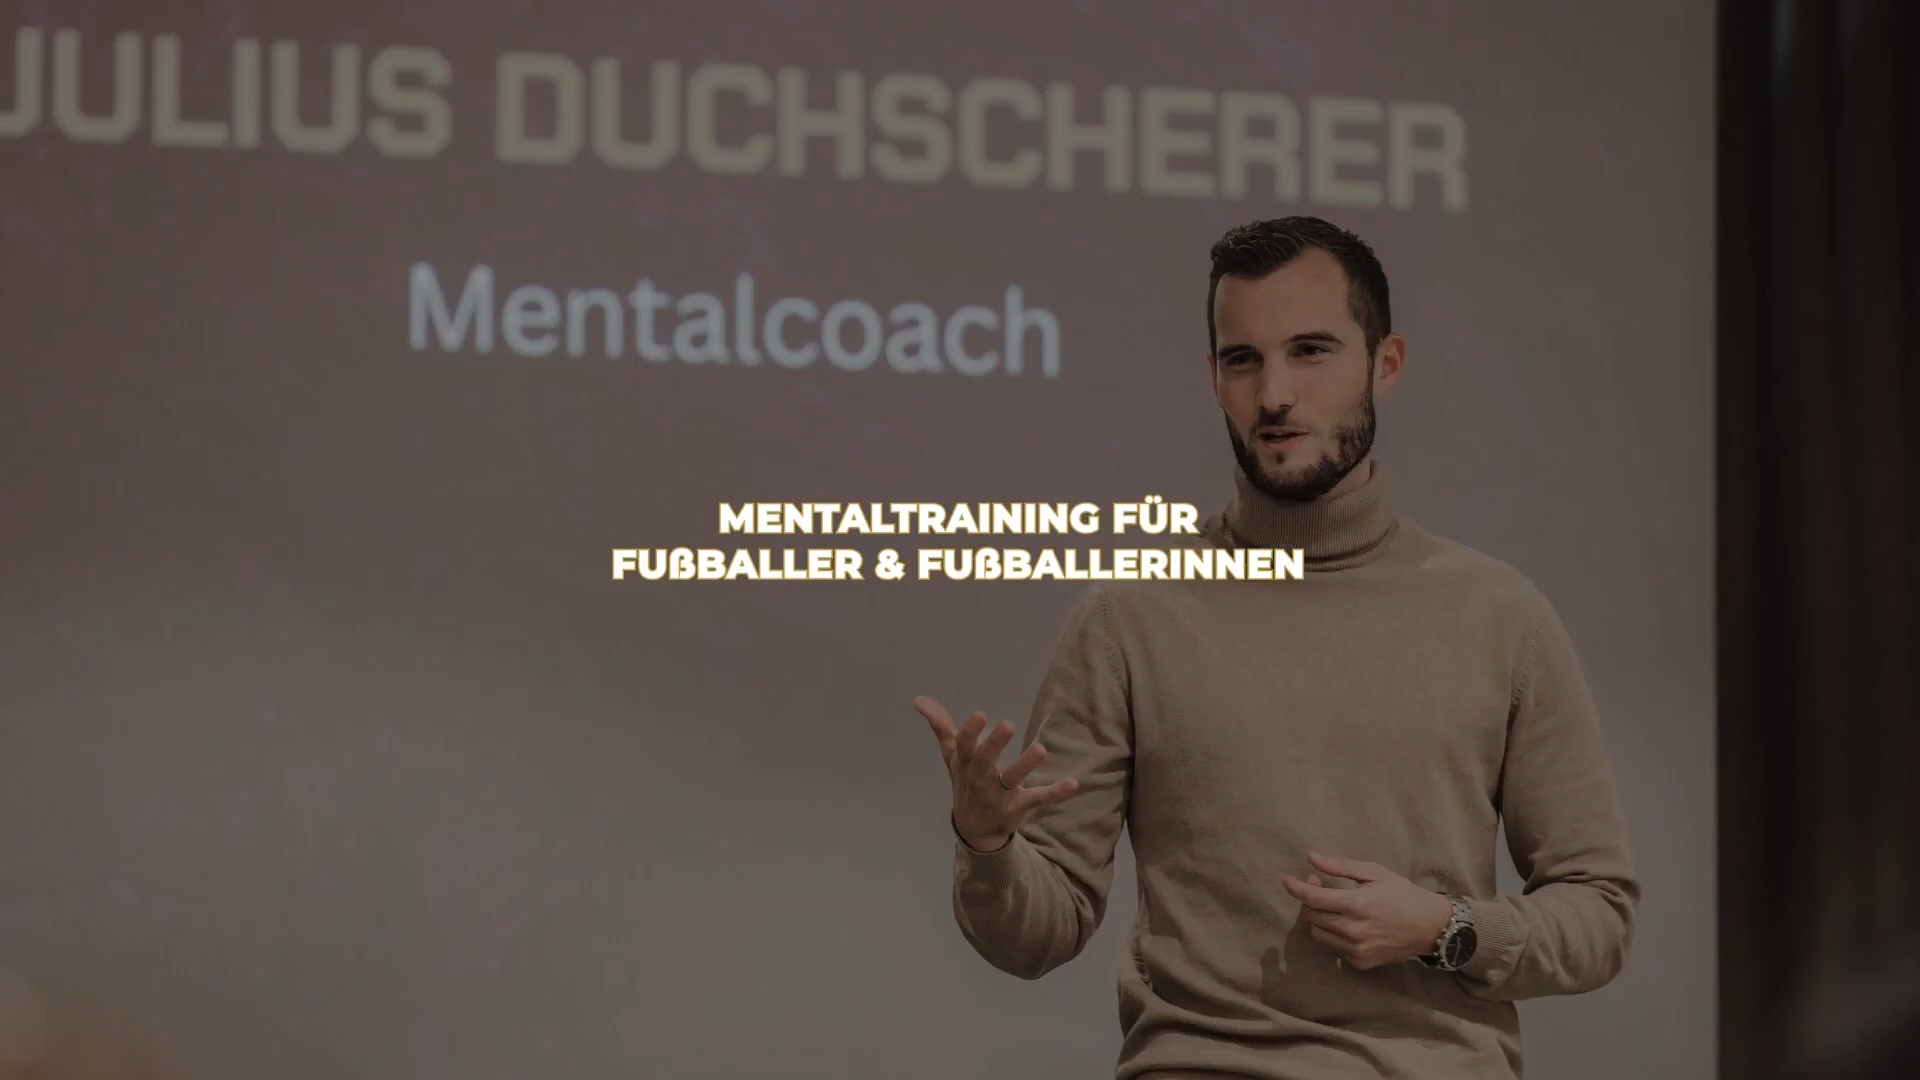 JULIUS DUCHSCHERER
Mentalcoach
MENTALTRAINING FÜR
FUßBALLER & FUßBALLERINNEN